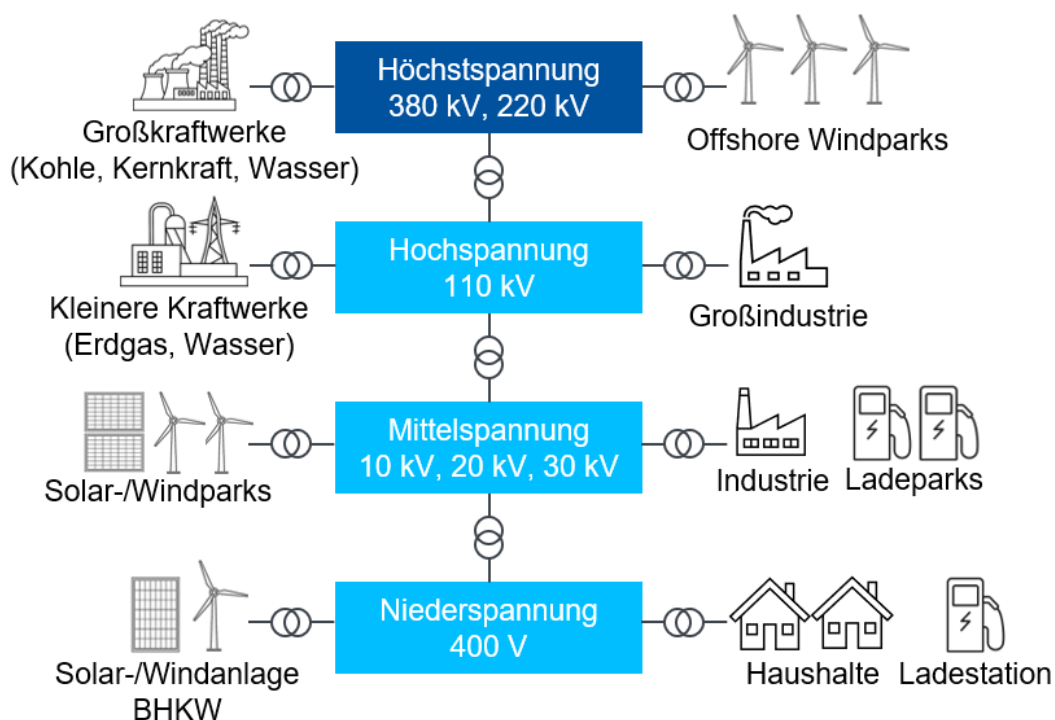 Höchstspannung
380 kV, 220 kV
Großkraftwerke
(Kohle, Kernkraft, Wasser)
Offshore Windparks
Hochspannung
110 kV
Kleinere Kraftwerke
(Erdgas, Wasser)
Großindustrie
Mittelspannung
10 kV, 20 kV, 30 kV
Solar-/Windparks
Industrie
Ladeparks
Niederspannung
400 V
Solar-/Windanlage
BHKW
Haushalte
Ladestation